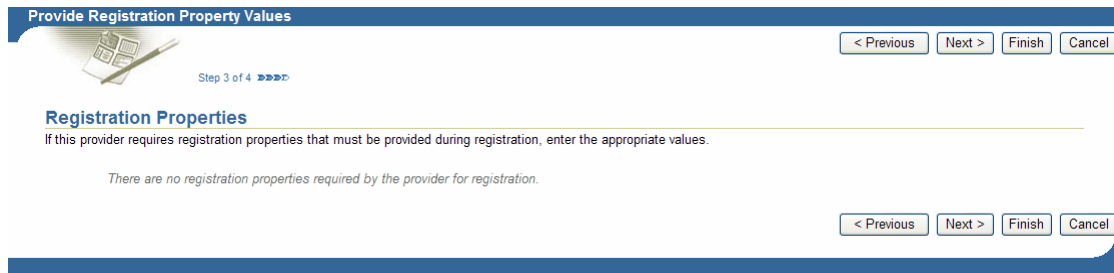 Provide Registration Property Values
< Previous Next > Finish Cancel
Step 3 of 4
Registration Properties
If this provider requires registration properties that must be provided during registration, enter the appropriate values.
There are no registration properties required by the provider for registration.
< Previous Next > Finish Cancel